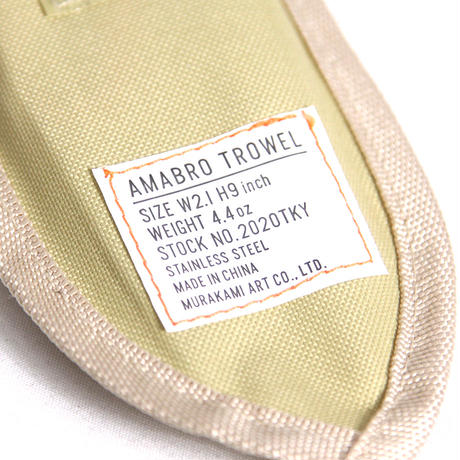 AMABRO TROWEL
SIZE W2.1 H9 inch
WEIGHT 4.4oz
STOCK NO.2020TKY
STAINLESS STEEL
MADE IN CHINA
MURAKAMI ART CO., LTD.